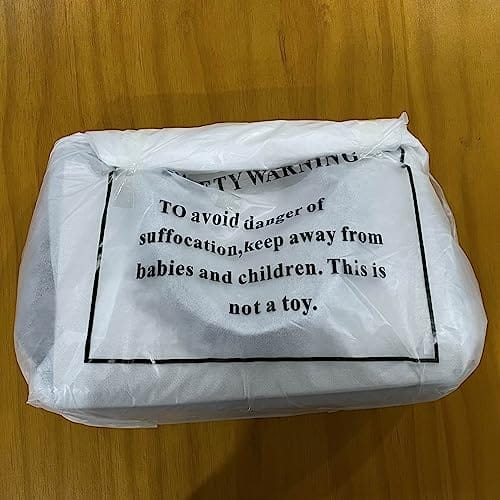 WARNING
TO avoid danger of
suffocation,keep away from
babies and children. This is
not a toy.